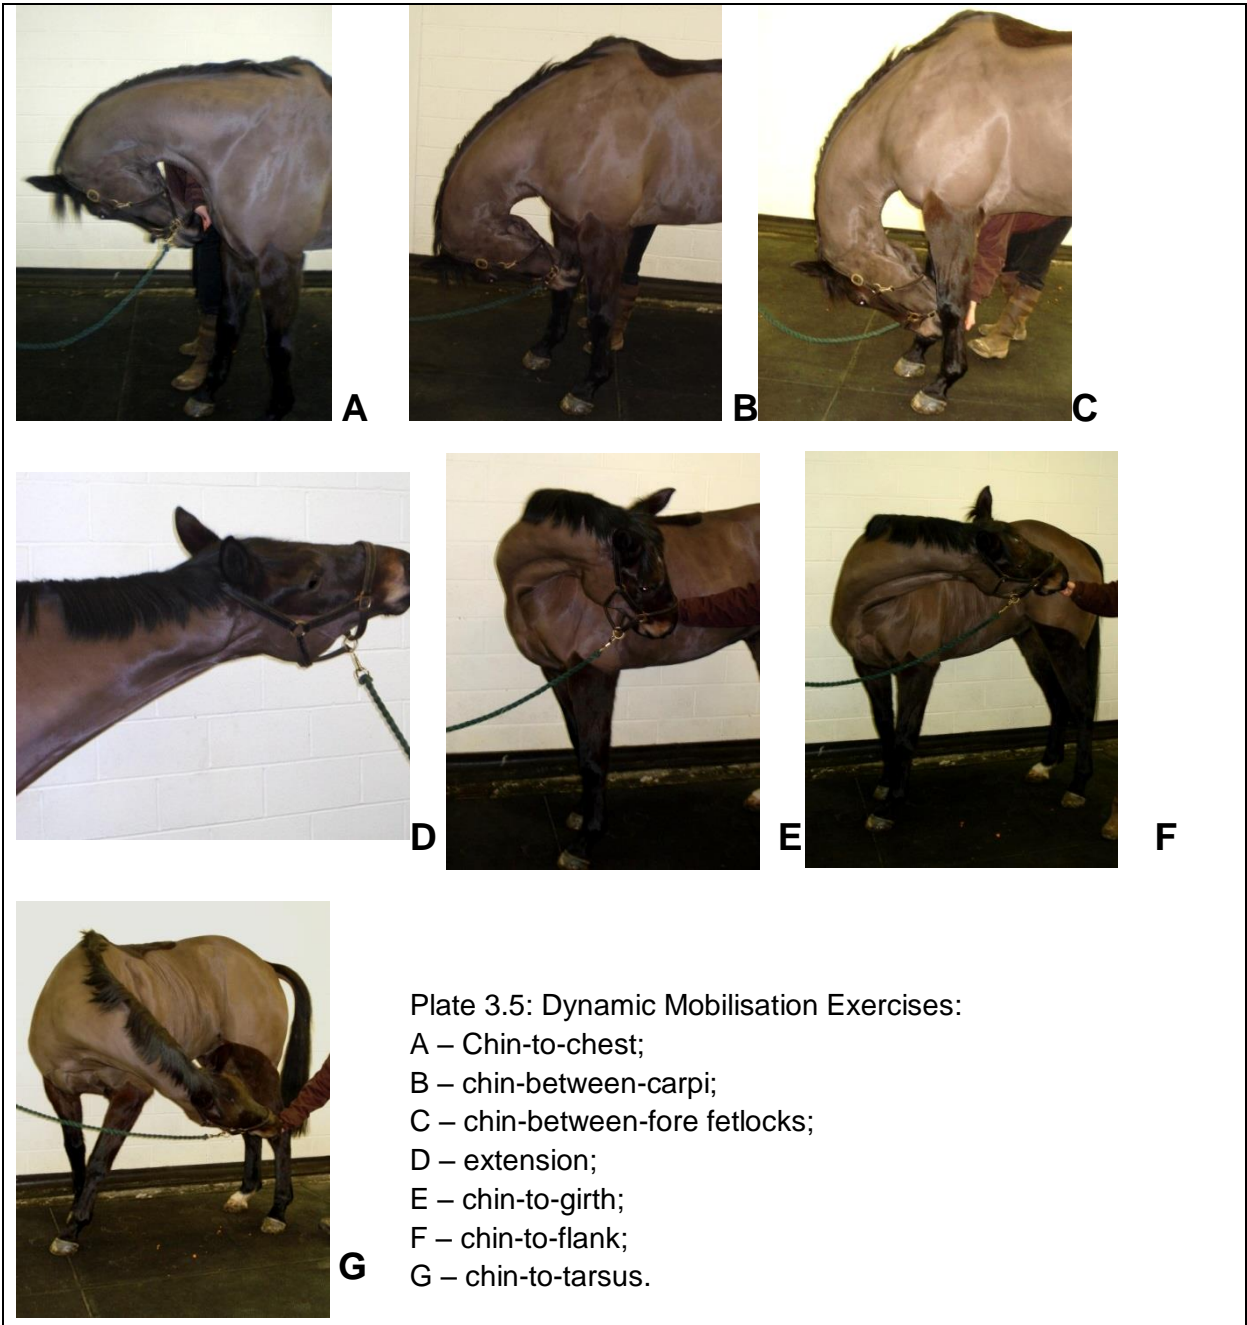 A
B
C
D
E
F
G
Plate 3.5: Dynamic Mobilisation Exercises:
A – Chin-to-chest;
B – chin-between-carpi;
C – chin-between-fore fetlocks;
D – extension;
E – chin-to-girth;
F – chin-to-flank;
G – chin-to-tarsus.